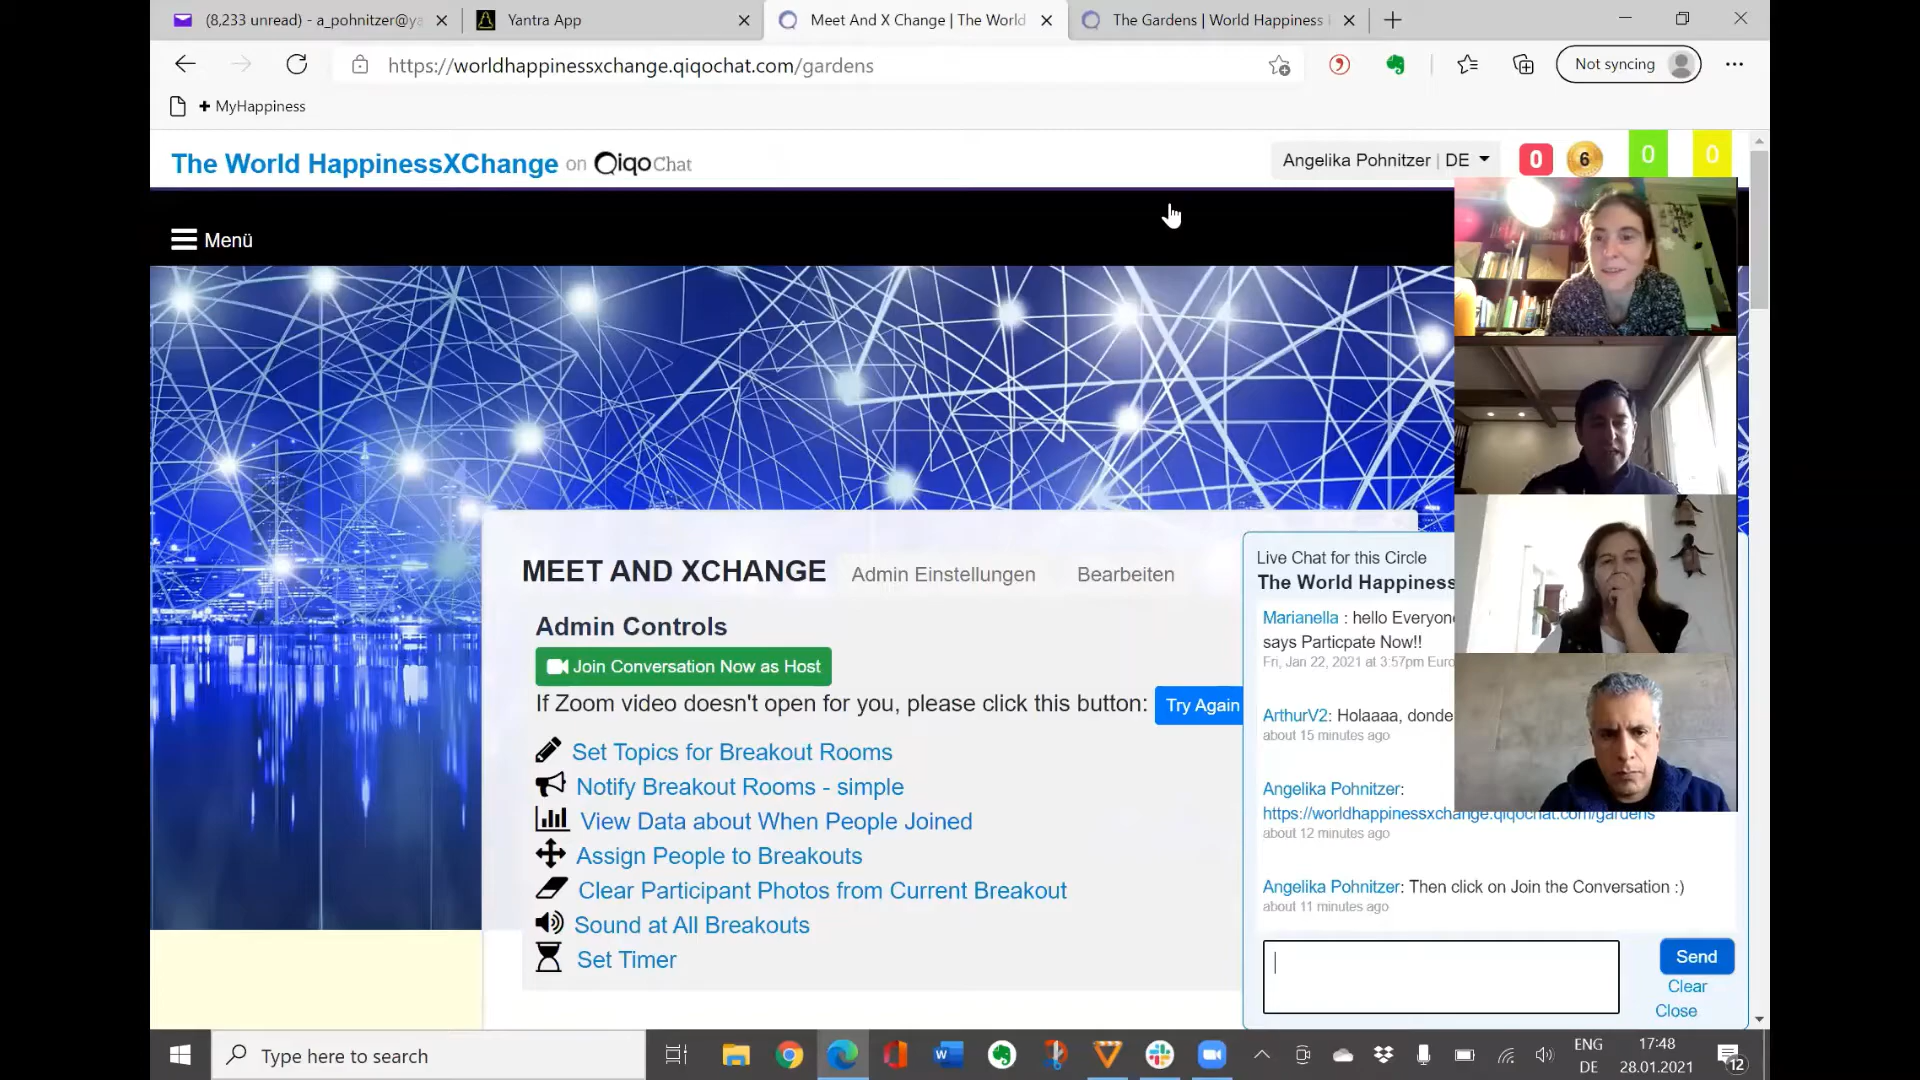 (8,233 unread) - a_pohnitzer@ya
Yantra App
Meet And X Change | The World
The Gardens | World Happiness
https://worldhappinessxchange.qiqochat.com/gardens
Not syncing
+ MyHappiness
The World HappinessXChange on QiqoChat
Angelika Pohnitzer | DE
0
6
0
0
Menü
MEET AND XCHANGE
Admin Einstellungen
Bearbeiten
Admin Controls
Join Conversation Now as Host
If Zoom video doesn't open for you, please click this button:
Try Again
Set Topics for Breakout Rooms
Notify Breakout Rooms - simple
View Data about When People Joined
Assign People to Breakouts
Clear Participant Photos from Current Breakout
Sound at All Breakouts
Set Timer
Live Chat for this Circle
The World Happiness
Marianella : hello Everyone
says Particpate Now!!
Fri, Jan 22, 2021 at 3:57pm Euro
ArthurV2: Holaaaa, donde
about 15 minutes ago
Angelika Pohnitzer:
https://worldhappinessxchange.qiqochat.com/gardens
about 12 minutes ago
Angelika Pohnitzer: Then click on Join the Conversation :)
about 11 minutes ago
Send
Clear
Close
Type here to search
ENG
DE
17:48
28.01.2021
12